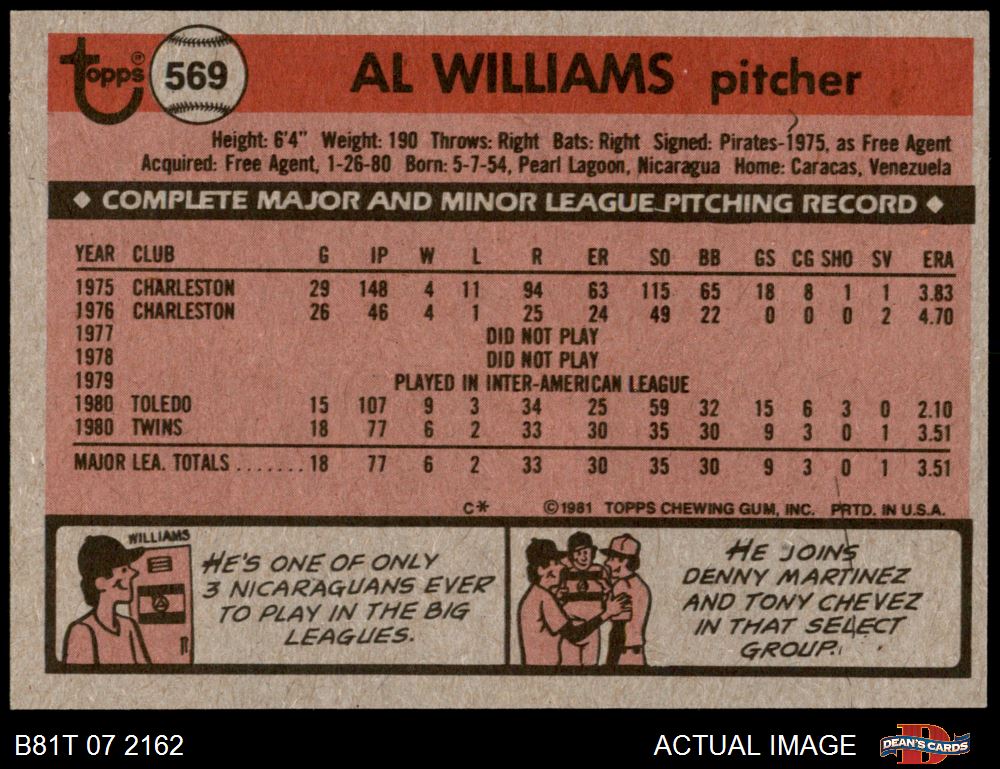 Topps® 569 AL WILLIAMS pitcher
Height: 6'4" Weight: 190 Throws: Right Bats: Right Signed: Pirates-1975, as Free Agent
Acquired: Free Agent, 1-26-80 Born: 5-7-54, Pearl Lagoon, Nicaragua Home: Caracas, Venezuela
◆ COMPLETE MAJOR AND MINOR LEAGUE PITCHING RECORD ◆
YEAR CLUB G IP W L R ER SO BB GS CG SHO SV ERA
1975 CHARLESTON 29 148 4 11 94 63 115 65 18 8 1 1 3.83
1976 CHARLESTON 26 46 4 1 25 24 49 22 0 0 0 2 4.70
1977 DID NOT PLAY
1978 DID NOT PLAY
1979 PLAYED IN INTER-AMERICAN LEAGUE
1980 TOLEDO 15 107 9 3 34 25 59 32 15 6 3 0 2.10
1980 TWINS 18 77 6 2 33 30 35 30 9 3 0 1 3.51
MAJOR LEA. TOTALS ....... 18 77 6 2 33 30 35 30 9 3 0 1 3.51
C* ©1981 TOPPS CHEWING GUM, INC. PRTD. IN U.S.A.
WILLIAMS
HE'S ONE OF ONLY
3 NICARAGUANS EVER
TO PLAY IN THE BIG
LEAGUES.
HE JOINS
DENNY MARTINEZ
AND TONY CHEVEZ
IN THAT SELECT
GROUP.
B81T 07 2162 ACTUAL IMAGE DEAN'S CARDS